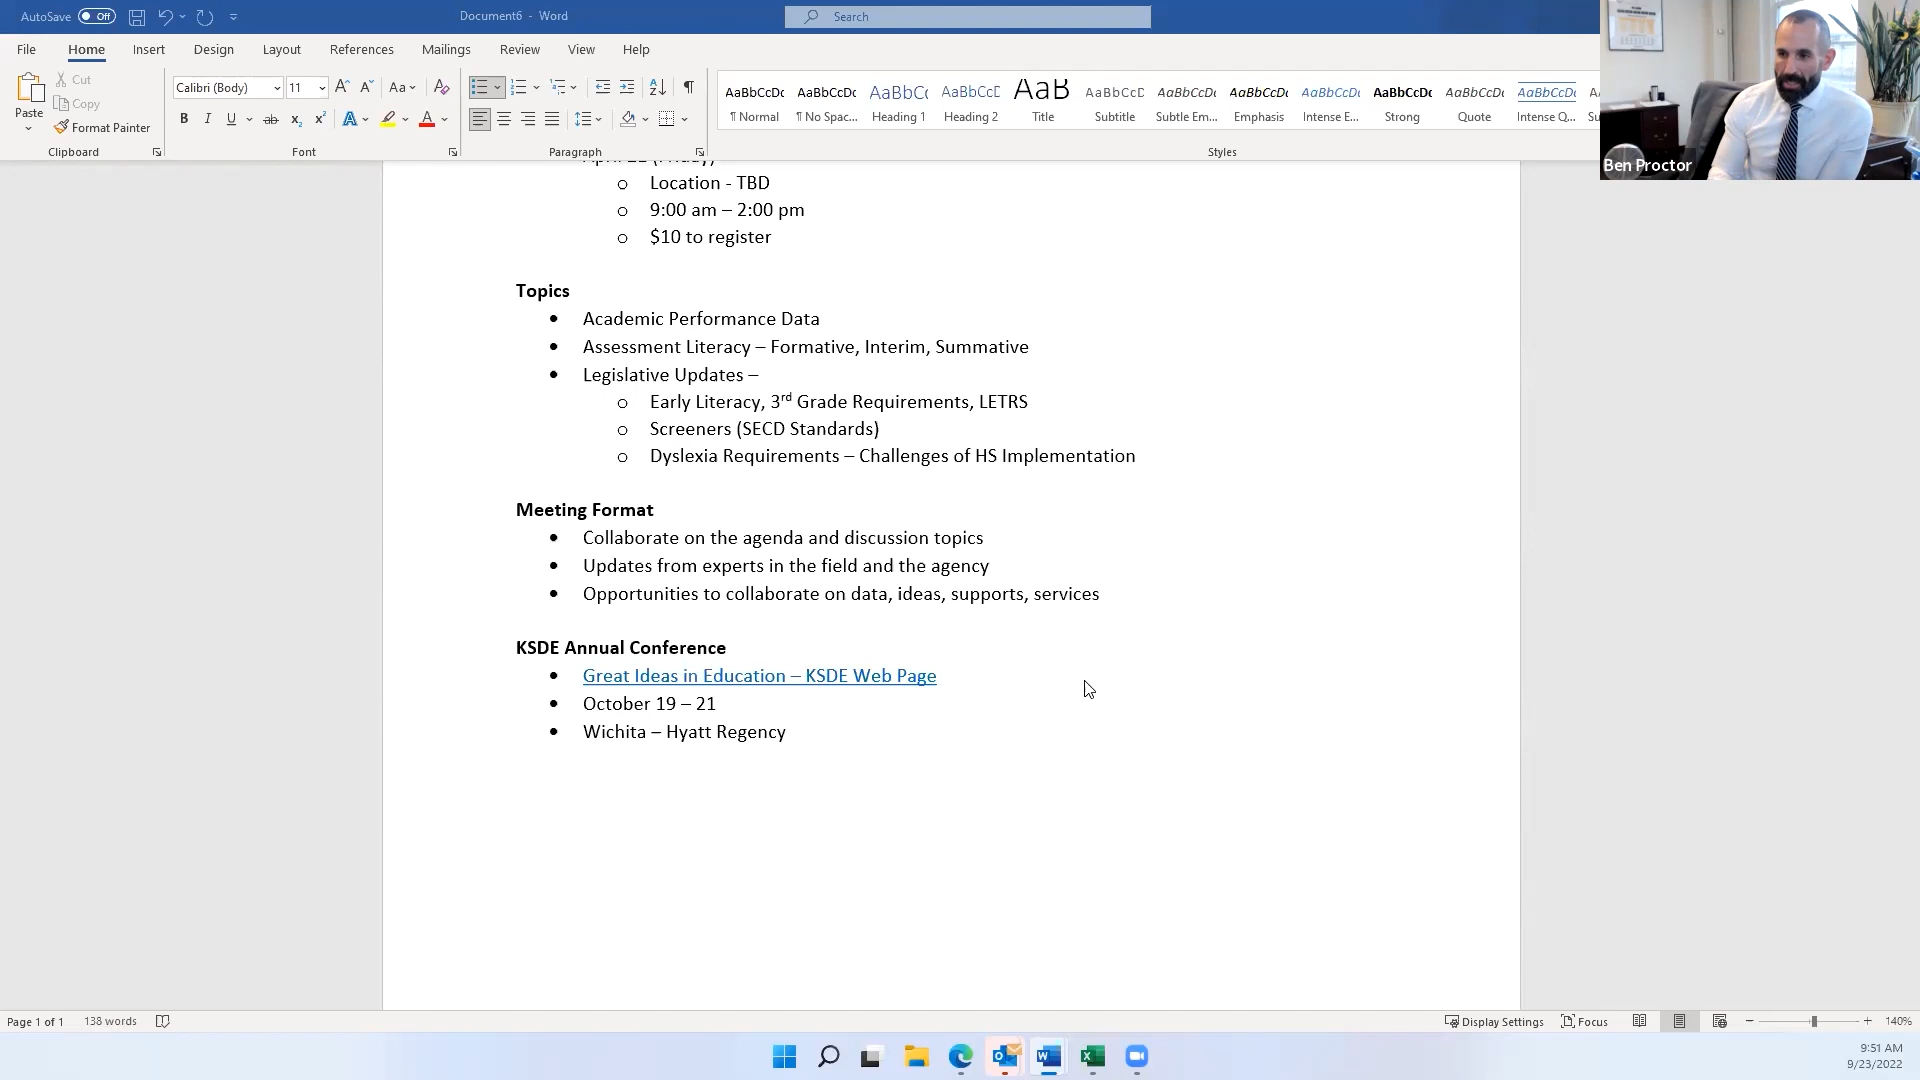 AutoSave Off Document6 - Word Search
File Home Insert Design Layout References Mailings Review View Help
Cut
Copy
Paste
Format Painter
Calibri (Body) 11
AaBbCcDc AaBbCcDc AaBbC AaBbCcD AaB AaBbCcD AaBbCcDc AaBbCcDc AaBbCcDc AaBbCcDc AaBbCcDc AaBbCcDc
¶ Normal ¶ No Spac... Heading 1 Heading 2 Title Subtitle Subtle Em... Emphasis Intense E... Strong Quote Intense Q...
Clipboard Font Paragraph Styles
Ben Proctor
o Location - TBD
o 9:00 am – 2:00 pm
o $10 to register
Topics
• Academic Performance Data
• Assessment Literacy – Formative, Interim, Summative
• Legislative Updates –
o Early Literacy, 3rd Grade Requirements, LETRS
o Screeners (SECD Standards)
o Dyslexia Requirements – Challenges of HS Implementation
Meeting Format
• Collaborate on the agenda and discussion topics
• Updates from experts in the field and the agency
• Opportunities to collaborate on data, ideas, supports, services
KSDE Annual Conference
• Great Ideas in Education – KSDE Web Page
• October 19 – 21
• Wichita – Hyatt Regency
Page 1 of 1 138 words Display Settings Focus 140%
9:51 AM
9/23/2022